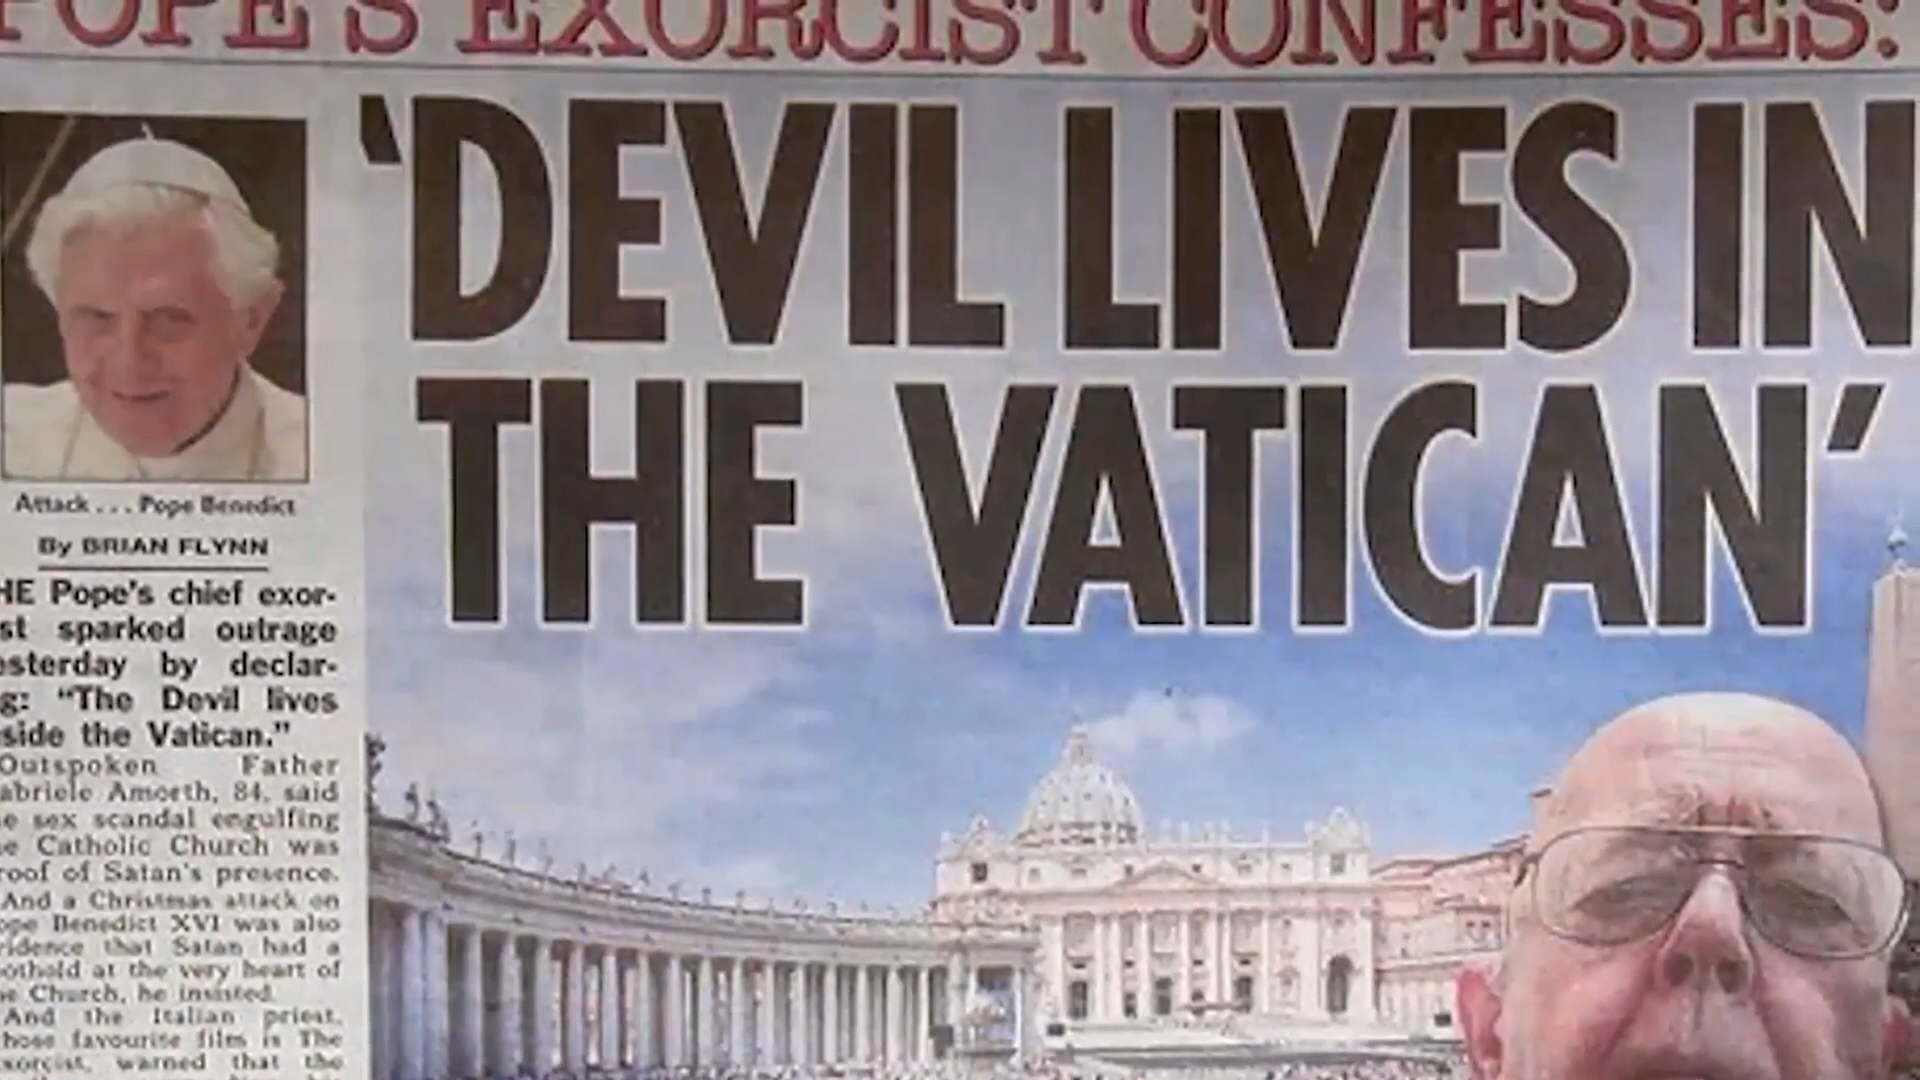 POPE'S EXORCIST CONFESSES:
'DEVIL LIVES IN
THE VATICAN'
Attack . . . Pope Benedict
By BRIAN FLYNN
HE Pope's chief exor-
st sparked outrage
esterday by declar-
g: "The Devil lives
side the Vatican."
Outspoken Father
abriele Amorth, 84, said
e sex scandal engulfing
e Catholic Church was
roof of Satan's presence.
And a Christmas attack on
ope Benedict XVI was also
vidence that Satan had a
oothold at the very heart of
e Church, he insisted.
And the Italian priest,
hose favourite film is The
xorcist, warned that the